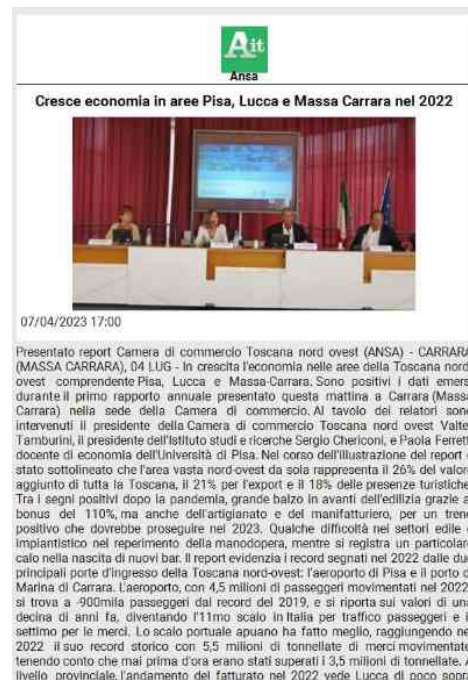 Ait
Ansa
Cresce economia in aree Pisa, Lucca e Massa Carrara nel 2022
07/04/2023 17:00
Presentato report Camera di commercio Toscana nord ovest (ANSA) - CARRARA
(MASSA CARRARA), 04 LUG - In crescita l'economia nelle aree della Toscana nord
ovest comprendente Pisa, Lucca e Massa-Carrara. Sono positivi i dati emers
durante il primo rapporto annuale presentato questa mattina a Carrara (Massa
Carrara) nella sede della Camera di commercio. Al tavolo dei relatori sono
intervenuti il presidente della Camera di commercio Toscana nord ovest Valter
Tamburini, il presidente dell'Istituto studi e ricerche Sergio Chericoni, e Paola Ferrett
docente di economia dell'Università di Pisa. Nel corso dell'illustrazione del report
stato sottolineato che l'area vasta nord-ovest da sola rappresenta il 26% del valore
aggiunto di tutta la Toscana, il 21% per l'export e il 18% delle presenze turistiche
Tra i segni positivi dopo la pandemia, grande balzo in avanti dell'edilizia grazie a
bonus del 110%, ma anche dell'artigianato e del manifatturiero, per un tren
positivo che dovrebbe proseguire nel 2023. Qualche difficoltà nei settori edile
impiantistico nel reperimento della manodopera, mentre si registra un particolare
calo nella nascita di nuovi bar. Il report evidenzia i record segnati nel 2022 dalle due
principali porte d'ingresso della Toscana nord-ovest: l'aeroporto di Pisa e il porto d
Marina di Carrara. L'aeroporto, con 4,5 milioni di passeggeri movimentati nel 2022
si trova a -900mila passeggeri dal record del 2019, e si riporta sui valori di una
decina di anni fa, diventando l'11mo scalo in Italia per traffico passeggeri e i
settimo per le merci. Lo scalo portuale apuano ha fatto meglio, raggiungendo ne
2022 il suo record storico con 5,5 milioni di tonnellate di merci movimentate
tenendo conto che mai prima d'ora erano stati superati i 3,5 milioni di tonnellate. A
livello provinciale, l'andamento del fatturato nel 2022 vede Lucca di poco sopra